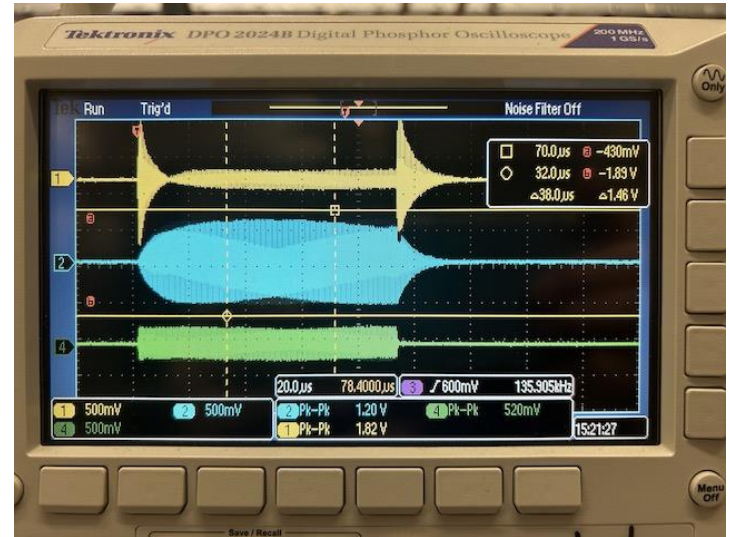 Tektronix DPO 2024B Digital Phosphor Oscilloscope 200 MHz
1 GS/s
Only
Tek Run Trig'd Noise Filter Off
70.0µs a −430mV
32.0µs b −1.89 V
△38.0µs △1.46 V
1
a
2
b
4
20.0µs 78.4000µs 3 600mV 135.905kHz
1 500mV 2 500mV 2 Pk−Pk 1.20 V 4 Pk−Pk 520mV
4 500mV 1 Pk−Pk 1.82 V 15:21:27
Menu
Off
Save / Recall